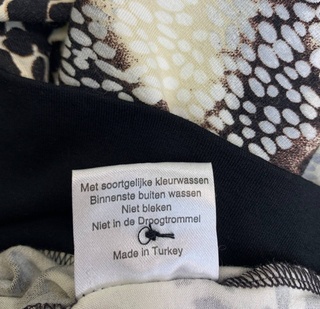 Met soortgelijke kleurwassen
Binnenste buiten wassen
Niet bleken
Niet in de Droogtrommel
Made in Turkey